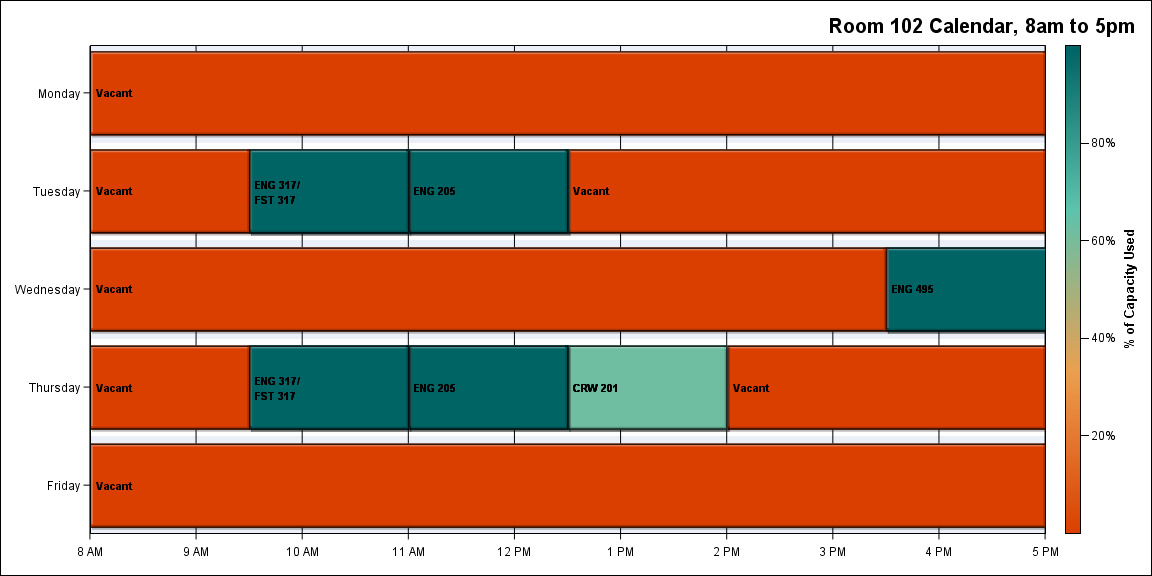 Room 102 Calendar, 8am to 5pm
Monday
Vacant
Tuesday
Vacant
ENG 317/
FST 317
ENG 205
Vacant
Wednesday
Vacant
ENG 495
Thursday
Vacant
ENG 317/
FST 317
ENG 205
CRW 201
Vacant
Friday
Vacant
8 AM
9 AM
10 AM
11 AM
12 PM
1 PM
2 PM
3 PM
4 PM
5 PM
80%
60%
40%
20%
% of Capacity Used